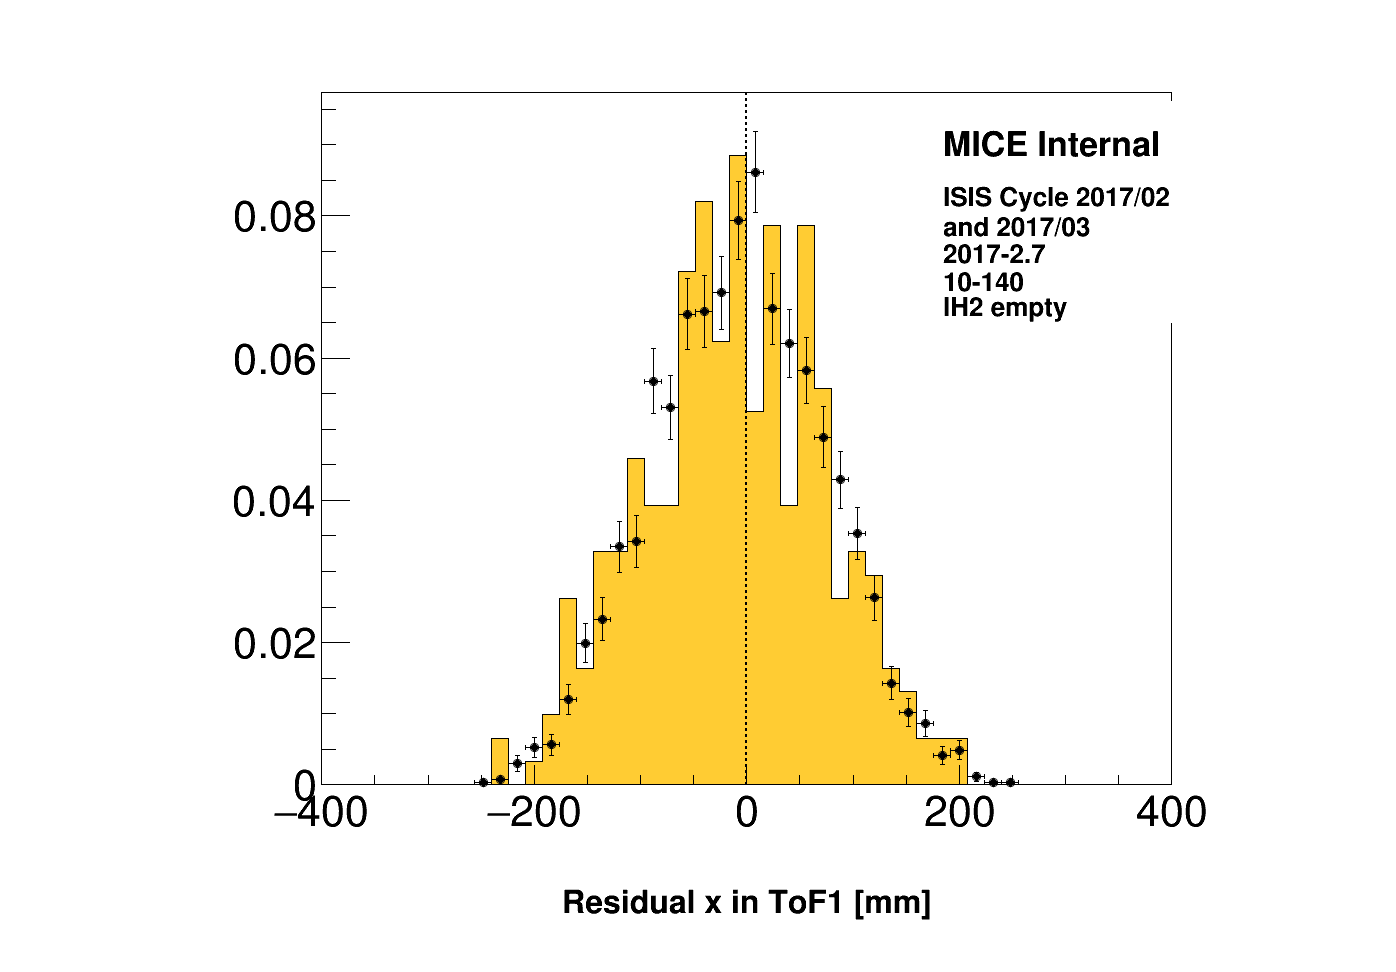 MICE Internal
ISIS Cycle 2017/02
and 2017/03
2017-2.7
10-140
IH2 empty
0.08
0.06
0.04
0.02
0
−400 −200 0 200 400
Residual x in ToF1 [mm]